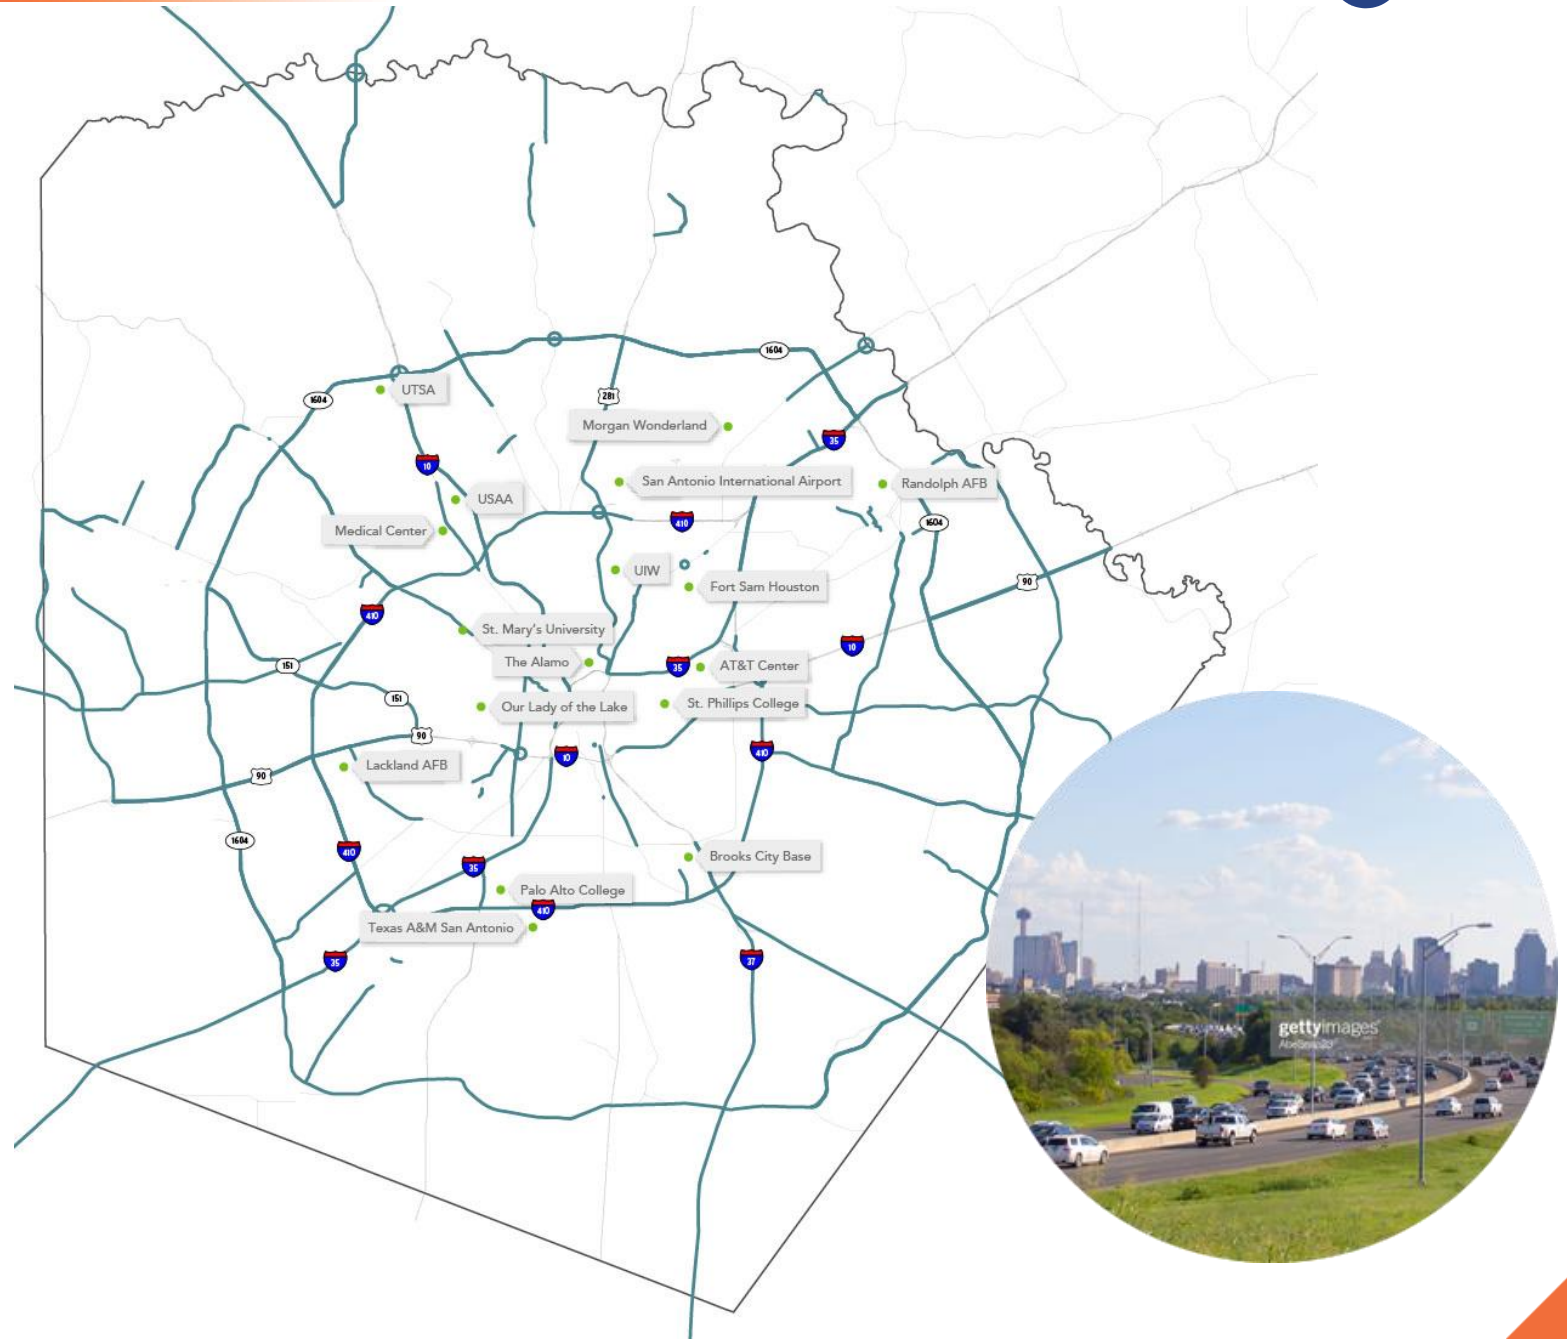 1604
UTSA
1604
281
Morgan Wonderland
35
10
San Antonio International Airport
Randolph AFB
USAA
410
1604
Medical Center
UIW
90
Fort Sam Houston
410
St. Mary's University
10
The Alamo
35
AT&T Center
151
151
Our Lady of the Lake
St. Phillips College
90
410
10
Lackland AFB
90
1604
410
Brooks City Base
35
Palo Alto College
410
Texas A&M San Antonio
35
37
gettyimages